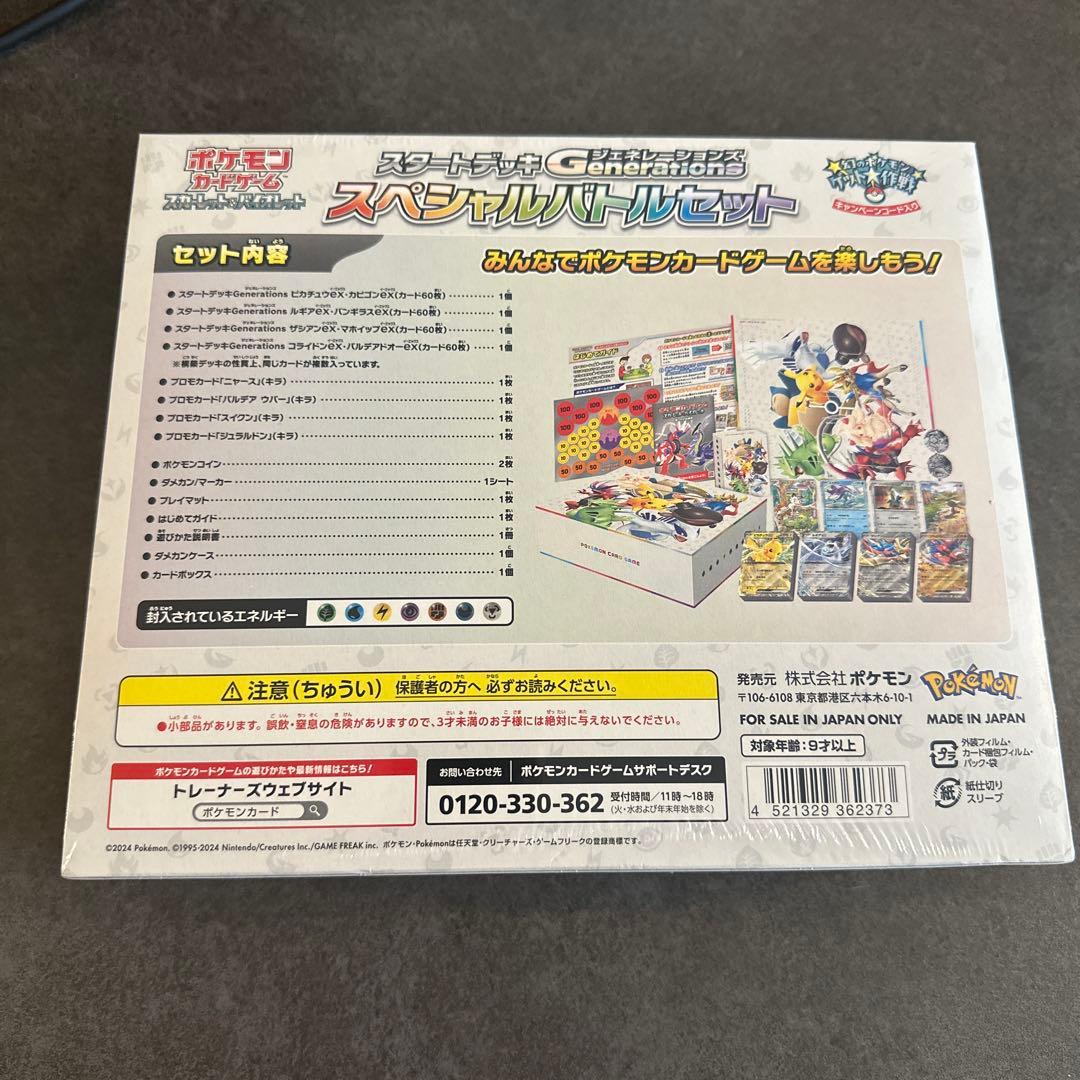 ポケモン
カードゲーム
スカーレット&バイオレット
スタートデッキ Generations
ジェネレーションズ
スペシャルバトルセット
幻のポケモン
ゲット★作戦
キャンペーンコード入り
セット内容
みんなでポケモンカードゲームを楽しもう!
●スタートデッキGenerations ピカチュウex・カビゴンex(カード60枚)………1個
●スタートデッキGenerations ルギアex・バンギラスex(カード60枚)………1個
●スタートデッキGenerations ザシアンex・マホイップex(カード60枚)………1個
●スタートデッキGenerations コライドンex・パルデアドオーex(カード60枚)………1個
※構築デッキの性質上、同じカードが複数入っています。
●プロモカード「ニャース」(キラ)………1枚
●プロモカード「パルデア ウパー」(キラ)………1枚
●プロモカード「スイクン」(キラ)………1枚
●プロモカード「ジュラルドン」(キラ)………1枚
●ポケモンコイン………2枚
●ダメカン/マーカー………1シート
●プレイマット………1枚
●はじめてガイド………1枚
●遊びかた説明書………1冊
●ダメカンケース………1個
●カードボックス………1個
封入されているエネルギー
はじめてガイド
POKÉMON CARD GAME
⚠注意(ちゅうい) 保護者の方へ 必ずお読みください。
●小部品があります。誤飲・窒息の危険がありますので、3才未満のお子様には絶対に与えないでください。
発売元 株式会社 ポケモン
〒106-6108 東京都港区六本木6-10-1
POKÉMON
FOR SALE IN JAPAN ONLY
MADE IN JAPAN
対象年齢:9才以上
プラ
外装フィルム・
カード梱包フィルム・
パック・袋
紙
紙仕切り
スリーブ
4 521329 362373
ポケモンカードゲームの遊びかたや最新情報はこちら!
トレーナーズウェブサイト
ポケモンカード
お問い合わせ先 ポケモンカードゲームサポートデスク
0120-330-362 受付時間/11時~18時
(火・水および年末年始を除く)
©2024 Pokémon. ©1995-2024 Nintendo/Creatures Inc./GAME FREAK inc. ポケモン・Pokémonは任天堂・クリーチャーズ・ゲームフリークの登録商標です。